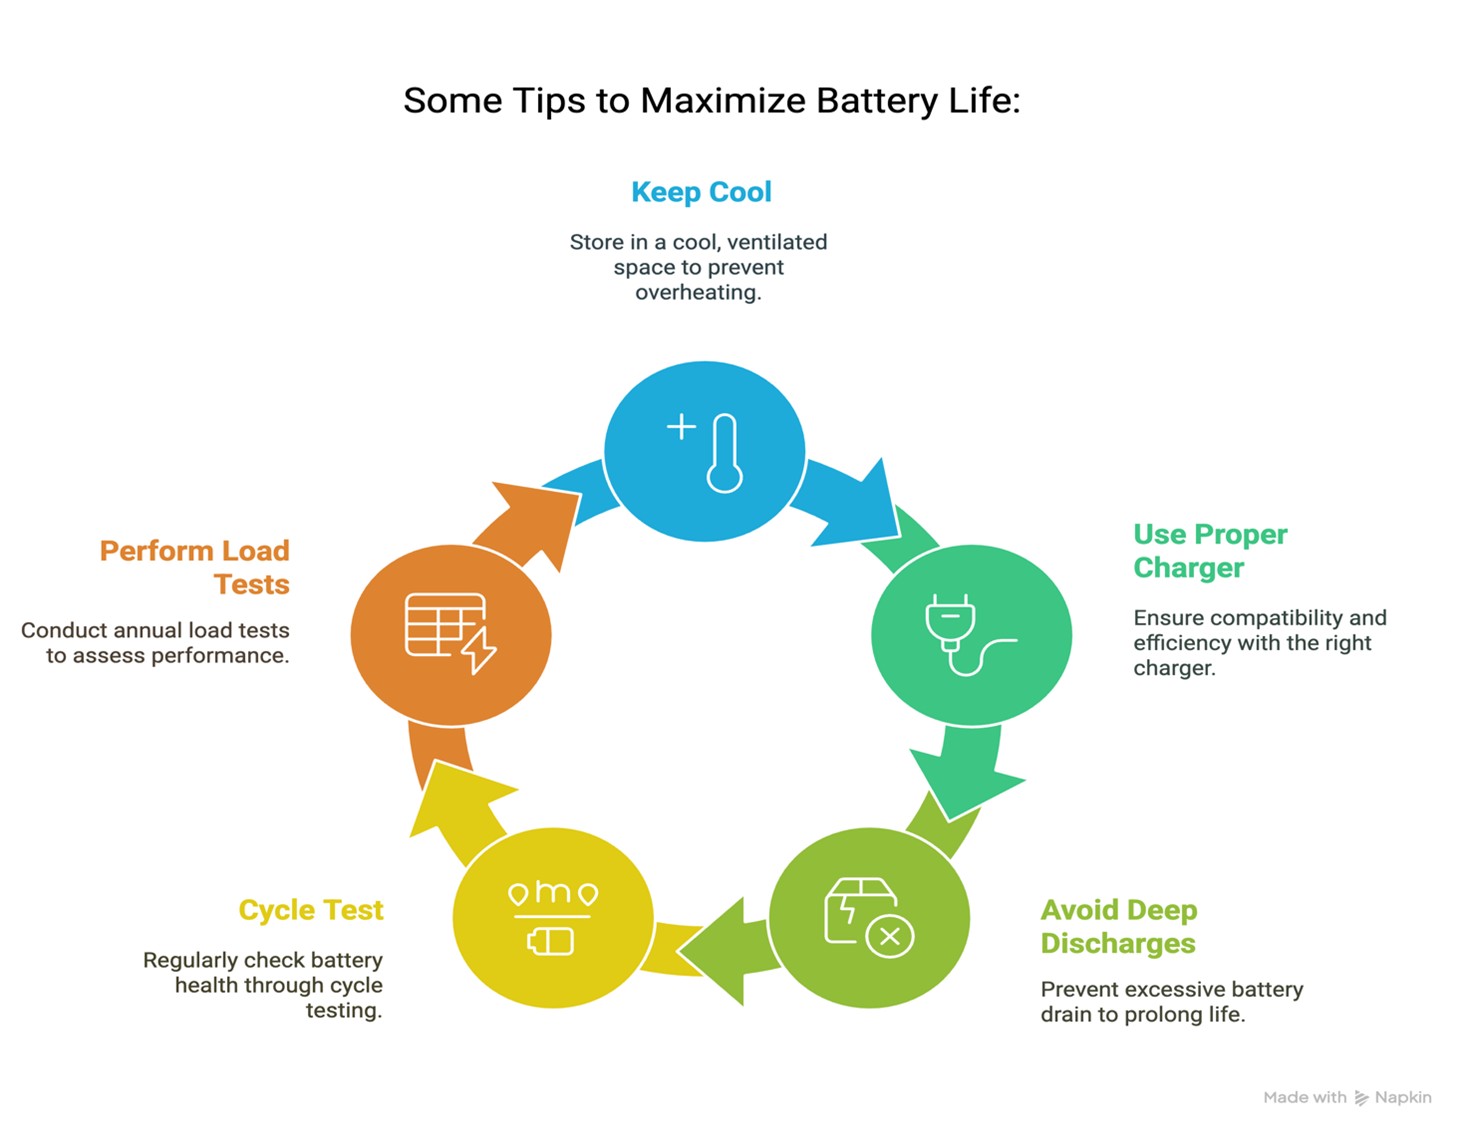 Some Tips to Maximize Battery Life:
Keep Cool
Store in a cool, ventilated
space to prevent
overheating.
Use Proper
Charger
Ensure compatibility and
efficiency with the right
charger.
Avoid Deep
Discharges
Prevent excessive battery
drain to prolong life.
Cycle Test
Regularly check battery
health through cycle
testing.
Perform Load
Tests
Conduct annual load tests
to assess performance.
Made with Napkin